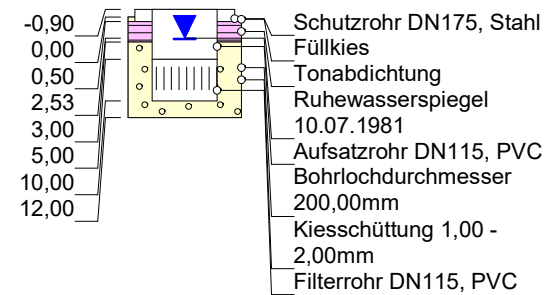 -0,90
0,00
0,50
2,53
3,00
5,00
10,00
12,00
Schutzrohr DN175, Stahl
Füllkies
Tonabdichtung
Ruhewasserspiegel
10.07.1981
Aufsatzrohr DN115, PVC
Bohrlochdurchmesser
200,00mm
Kiesschüttung 1,00 -
2,00mm
Filterrohr DN115, PVC